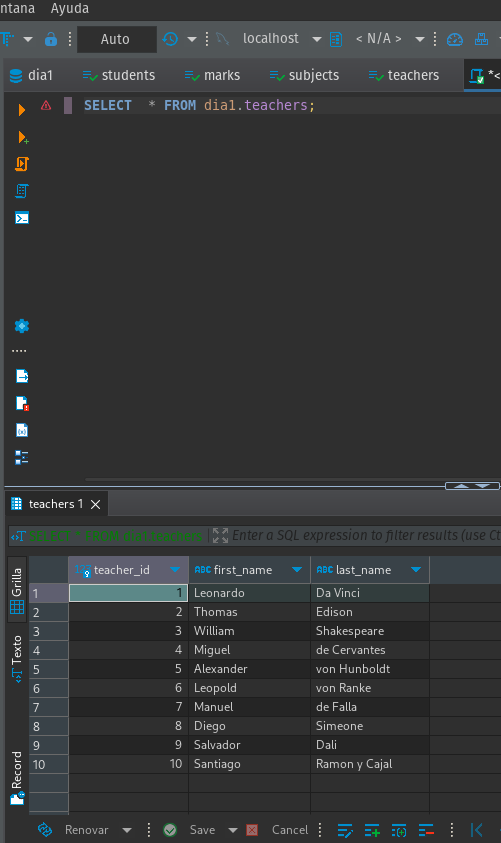 ntana Ayuda
T Auto localhost < N/A >
dia1 students marks subjects teachers *<
SELECT * FROM dia1.teachers;
teachers 1
SELECT * FROM dia1.teachers Enter a SQL expression to filter results (use Ct
Grilla
Texto
Record
teacher_id ABC first_name ABC last_name
1 1 Leonardo Da Vinci
2 2 Thomas Edison
3 3 William Shakespeare
4 4 Miguel de Cervantes
5 5 Alexander von Hunboldt
6 6 Leopold von Ranke
7 7 Manuel de Falla
8 8 Diego Simeone
9 9 Salvador Dali
10 10 Santiago Ramon y Cajal
Renovar Save Cancel